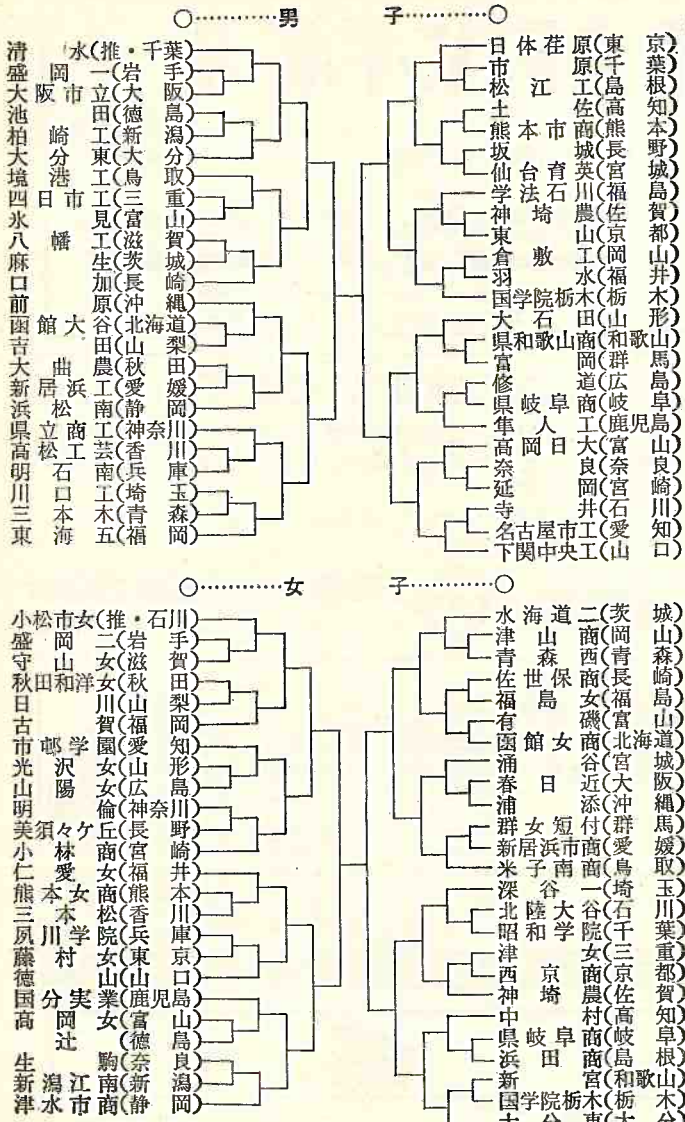 ○…………男　子…………○
清水(推・千葉)
盛岡一(岩手)
大阪市立(大阪)
池田(徳島)
柏崎工(新潟)
大分東(大分)
境港工(鳥取)
四日市工(三重)
氷見(富山)
八幡工(滋賀)
麻生(茨城)
口加(長崎)
前原(沖縄)
函館大谷(北海道)
吉田(山梨)
大曲農(秋田)
新居浜工(愛媛)
浜松南(静岡)
県立商工(神奈川)
高松工芸(香川)
明石南(兵庫)
川口工(埼玉)
三本木(青森)
東海五(福岡)
日体荏原(東京)
市原(千葉)
松江工(島根)
土佐(高知)
熊本市商(熊本)
坂城(長野)
仙台育英(宮城)
学法石川(福島)
神埼農(佐賀)
東山(京都)
倉敷工(岡山)
羽水(福井)
国学院栃木(栃木)
大石田(山形)
県和歌山商(和歌山)
富岡(群馬)
修道(広島)
県岐阜商(岐阜)
隼人工(鹿児島)
高岡日大(富山)
奈良(奈良)
延岡(宮崎)
寺井(石川)
名古屋市工(愛知)
下関中央工(山口)
○…………女　子…………○
小松市女(推・石川)
盛岡二(岩手)
守山女(滋賀)
秋田和洋女(秋田)
日川(山梨)
古賀(福岡)
市邨学園(愛知)
光沢女(山形)
山陽女(広島)
明倫(神奈川)
美須々ケ丘(長野)
小林商(宮崎)
仁愛女(福井)
熊本女商(熊本)
三本松(香川)
夙川学院(兵庫)
藤村女(東京)
徳山(山口)
国分実業(鹿児島)
高岡女(富山)
辻(徳島)
生駒(奈良)
新潟江南(新潟)
津水市商(静岡)
水海道二(茨城)
津山商(岡山)
青森西(青森)
佐世保商(長崎)
福島女(福島)
有磯(富山)
函館女商(北海道)
涌谷(宮城)
春日近(大阪)
浦添(沖縄)
群女短付(群馬)
新居浜市商(愛媛)
米子南商(鳥取)
深谷一(埼玉)
北陸大谷(石川)
昭和学院(千葉)
津女(三重)
西京商(京都)
神埼農(佐賀)
中村(高知)
県岐阜商(岐阜)
浜田商(島根)
新宮(和歌山)
国学院栃木(栃木)
大分東(大分)